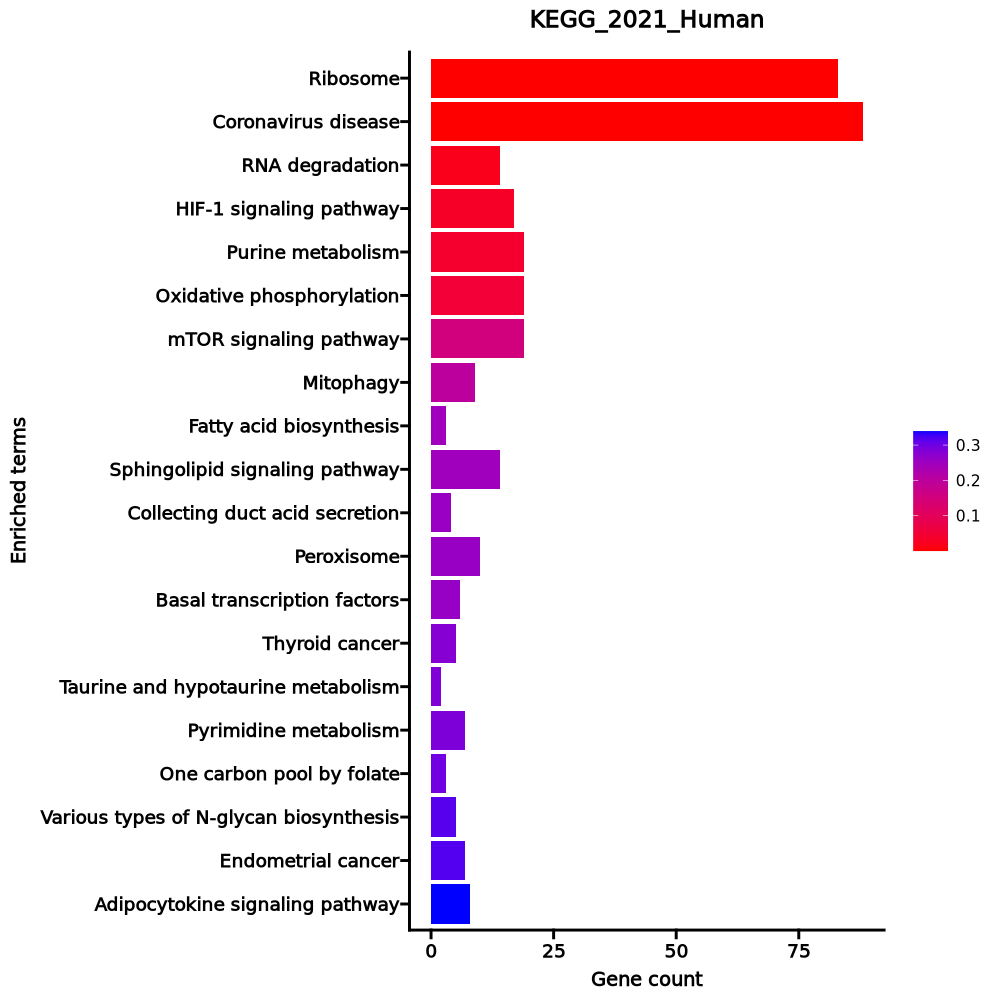 KEGG_2021_Human
Ribosome
Coronavirus disease
RNA degradation
HIF-1 signaling pathway
Purine metabolism
Oxidative phosphorylation
mTOR signaling pathway
Mitophagy
Fatty acid biosynthesis
Sphingolipid signaling pathway
Collecting duct acid secretion
Peroxisome
Basal transcription factors
Thyroid cancer
Taurine and hypotaurine metabolism
Pyrimidine metabolism
One carbon pool by folate
Various types of N-glycan biosynthesis
Endometrial cancer
Adipocytokine signaling pathway
Enriched terms
0 25 50 75
Gene count
0.3
0.2
0.1